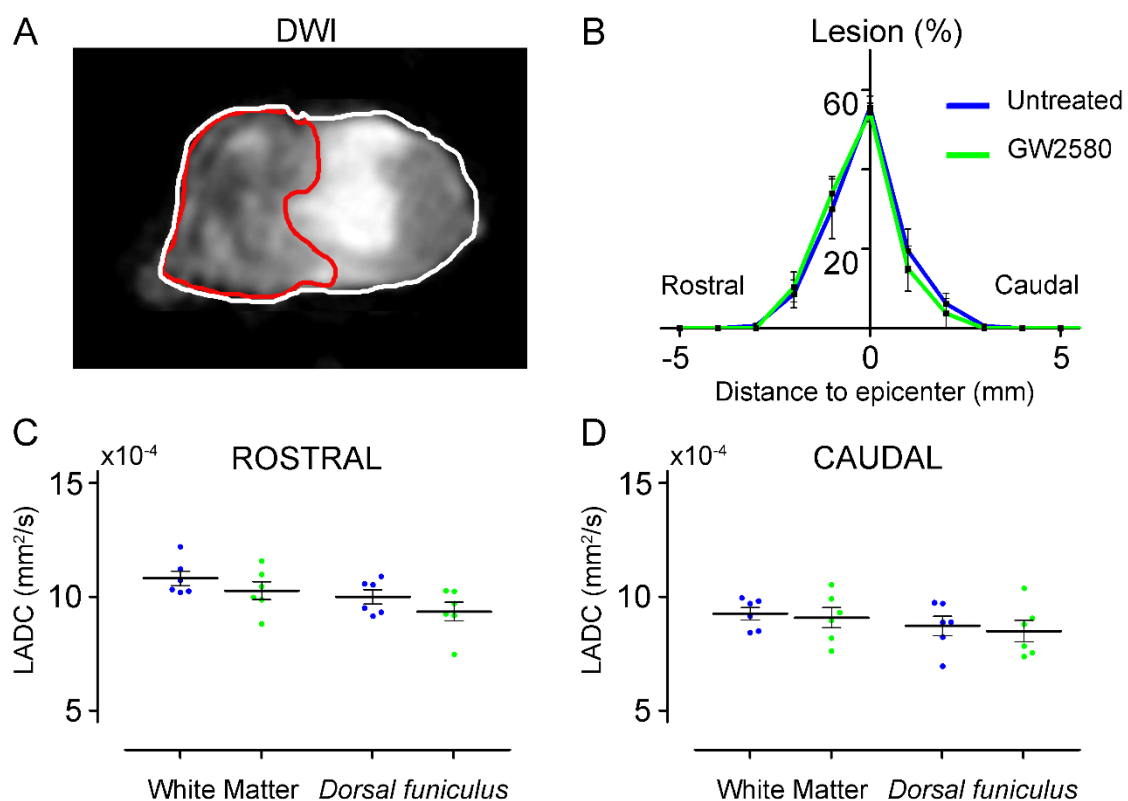 A
DWI
B
Lesion (%)
60
20
Untreated
GW2580
Rostral
Caudal
-5
0
5
Distance to epicenter (mm)
C
x10-4
ROSTRAL
15
10
5
LADC (mm²/s)
White Matter
Dorsal funiculus
D
x10-4
CAUDAL
15
10
5
LADC (mm²/s)
White Matter
Dorsal funiculus